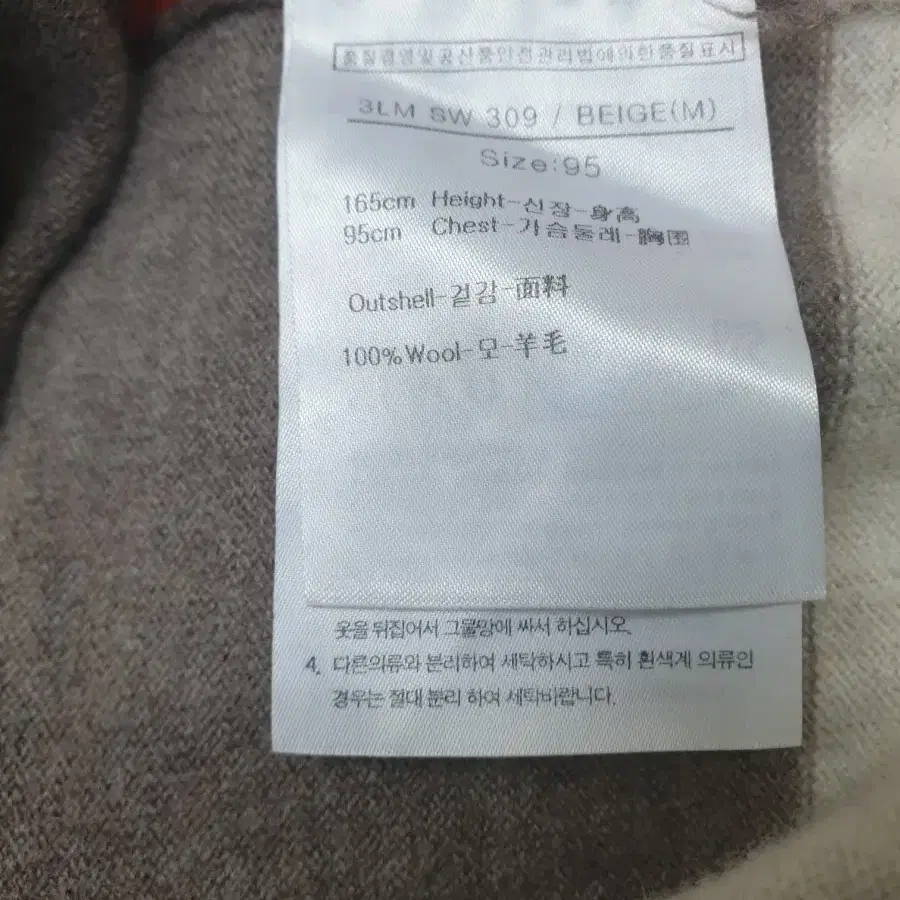 품질경영및공산품안전관리법에의한품질표시
3LM SW 309 / BEIGE(M)
Size:95
165cm Height-신장-身高
95cm Chest-가슴둘레-胸围
Outshell-겉감-面料
100%Wool-모-羊毛
옷을 뒤집어서 그물망에 싸서 하십시오.
4. 다른의류와 분리하여 세탁하시고 특히 흰색계 의류인
경우는 절대 분리 하여 세탁바랍니다.